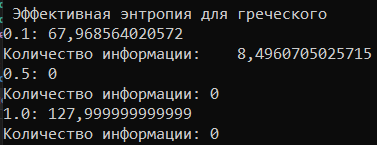 Эффективная энтропия для греческого
0.1: 67,968564020572
Количество информации:    8,4960705025715
0.5: 0
Количество информации: 0
1.0: 127,999999999999
Количество информации: 0